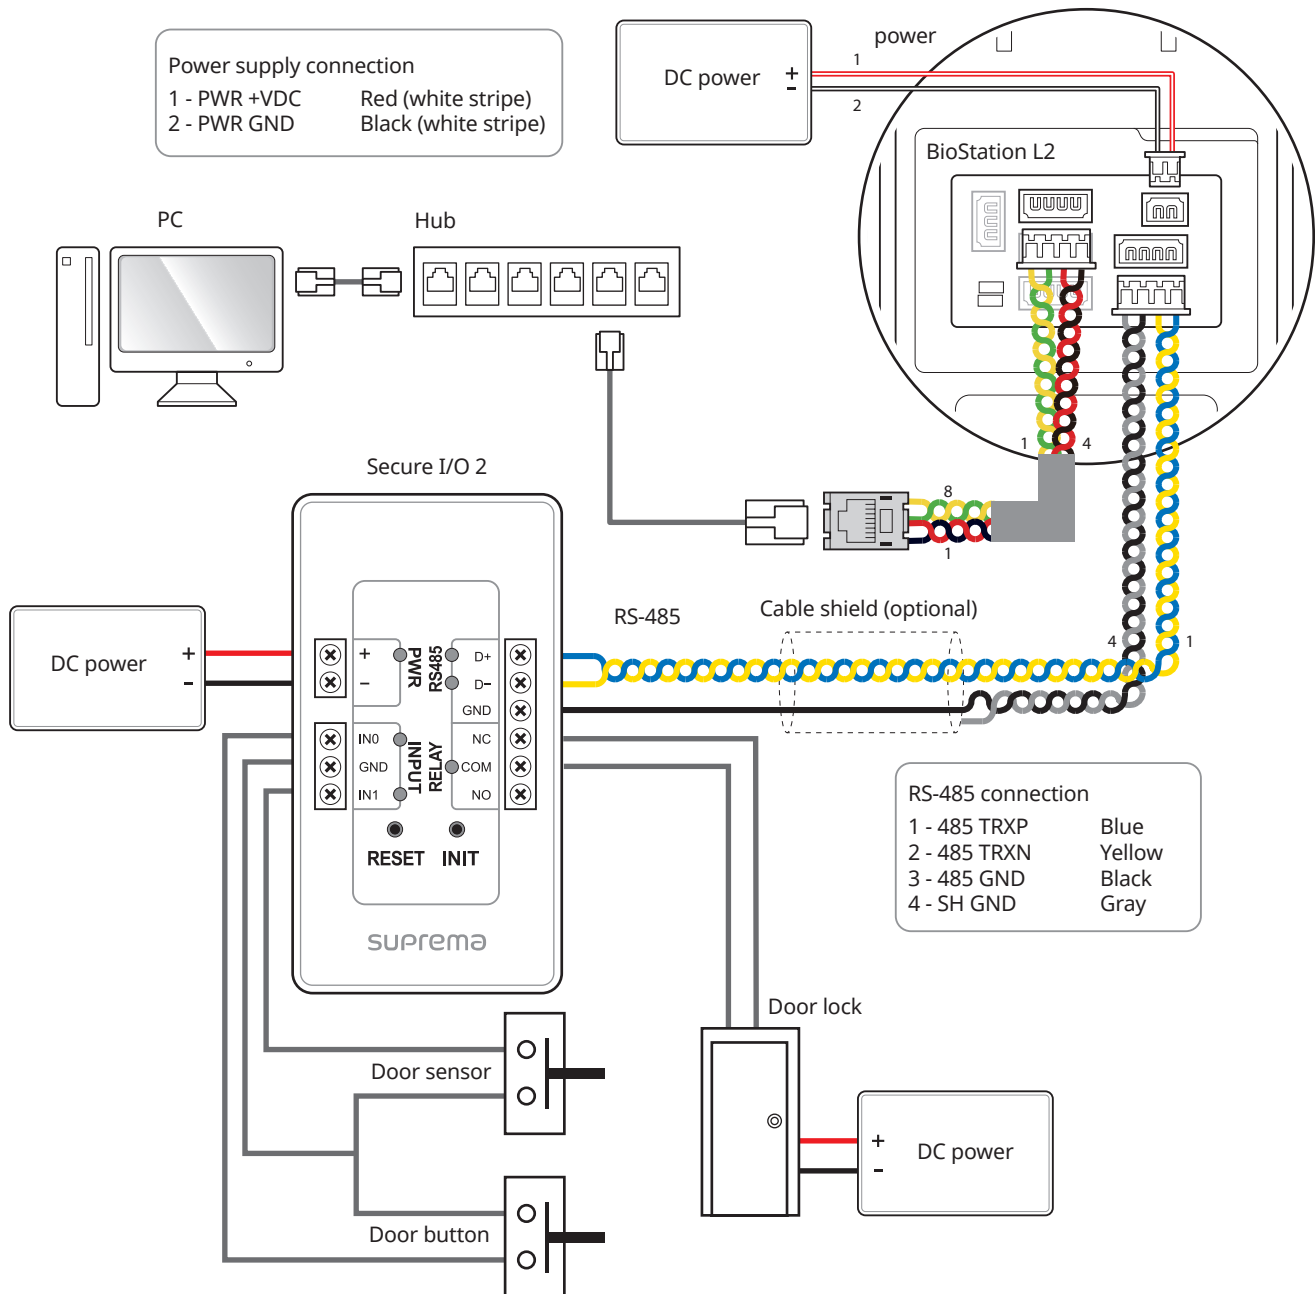 power
1
2
DC power
+
-
Power supply connection
1 - PWR +VDC Red (white stripe)
2 - PWR GND Black (white stripe)
BioStation L2
PC
Hub
1
4
8
1
Secure I/O 2
DC power
+
-
+
-
PWR
RS485
D+
D-
GND
IN0
GND
IN1
INPUT
RELAY
NC
COM
NO
RESET INIT
suprema
RS-485
Cable shield (optional)
4
1
RS-485 connection
1 - 485 TRXP Blue
2 - 485 TRXN Yellow
3 - 485 GND Black
4 - SH GND Gray
Door lock
Door sensor
DC power
+
-
Door button